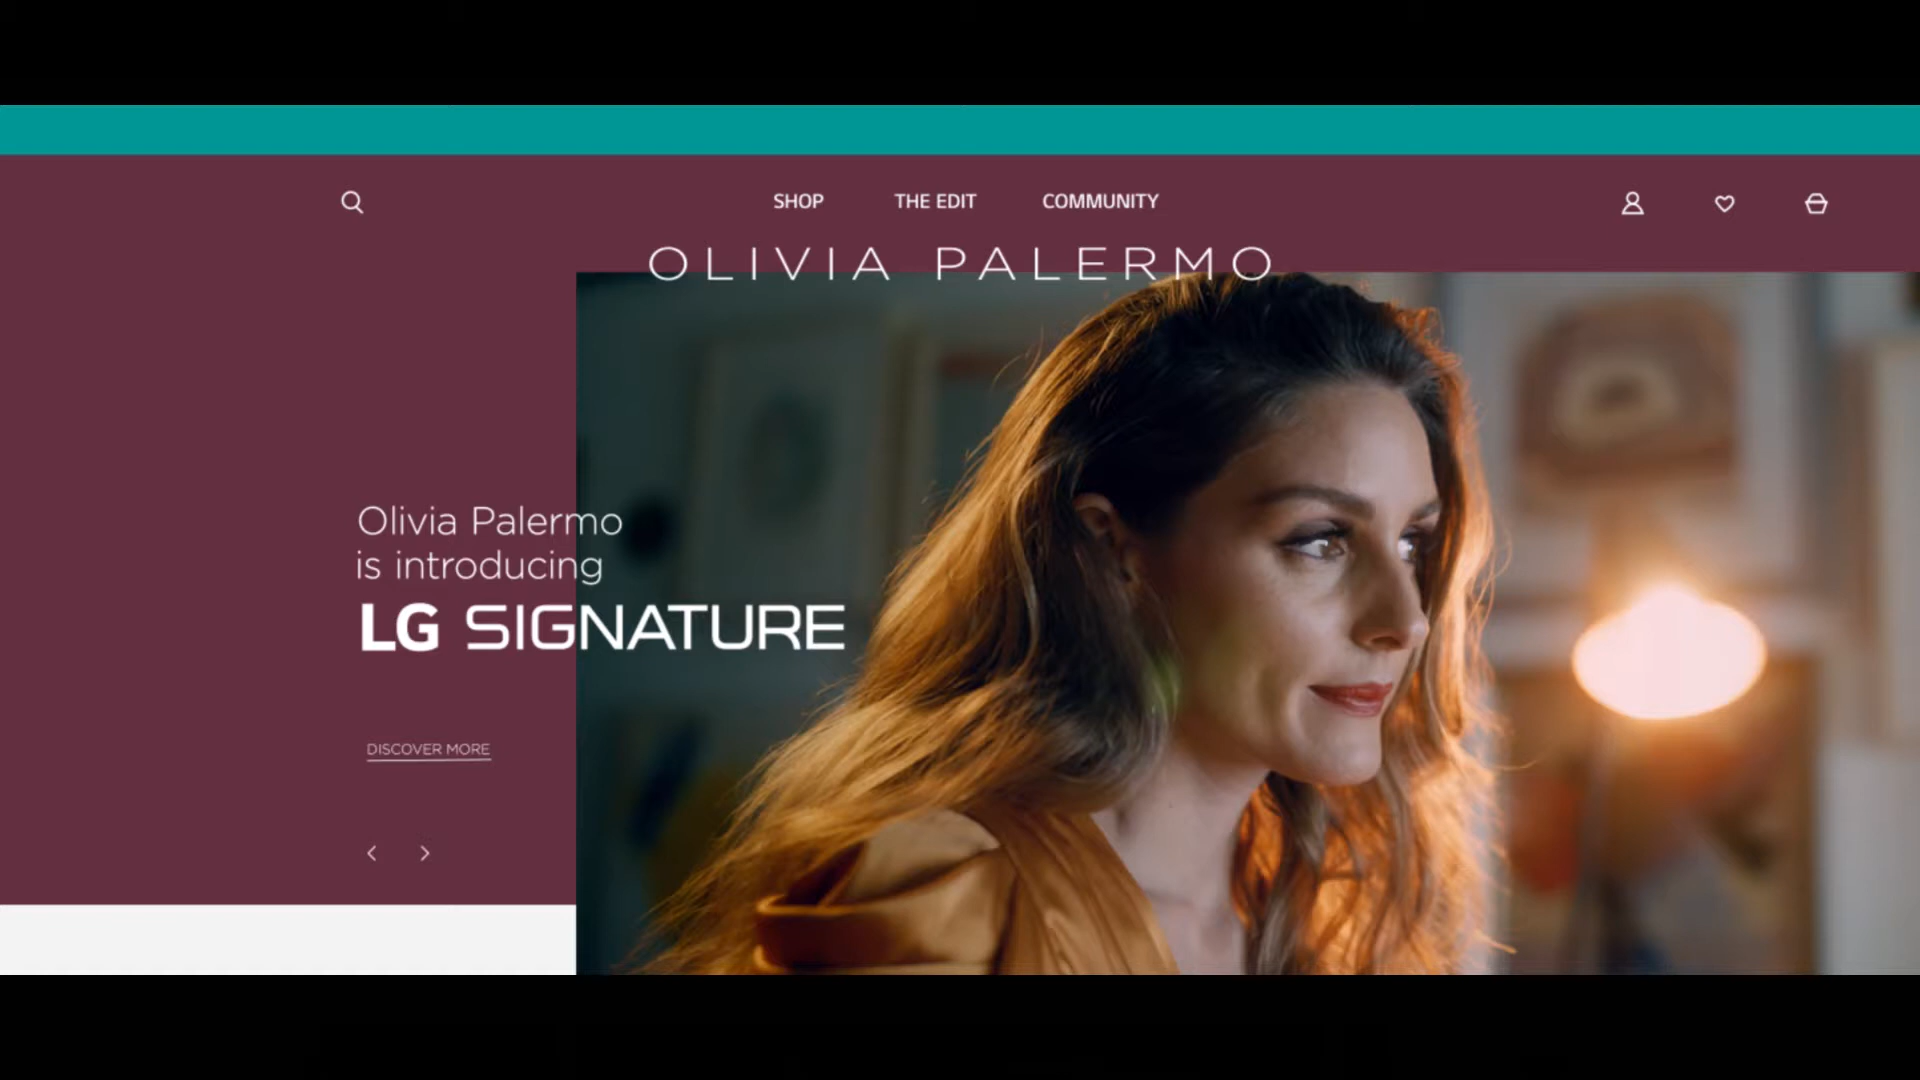 SHOP THE EDIT COMMUNITY
OLIVIA PALERMO
Olivia Palermo
is introducing
LG SIGNATURE
DISCOVER MORE